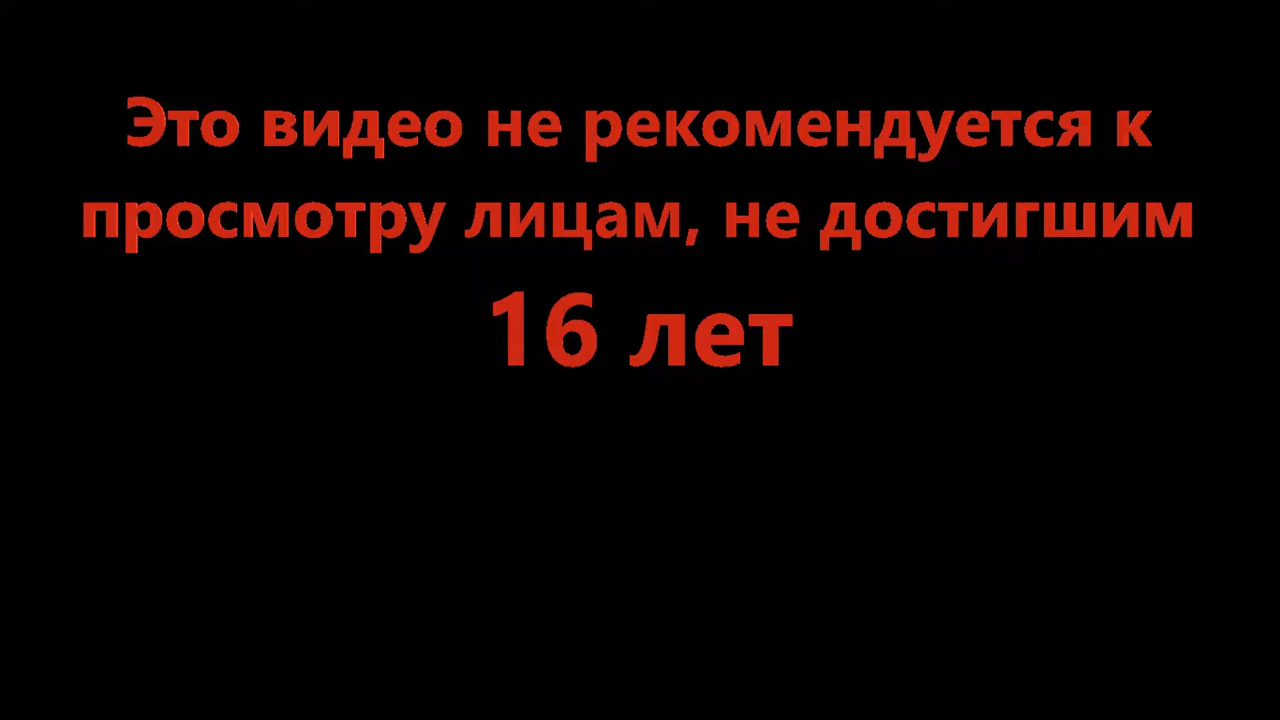 Это видео не рекомендуется к
просмотру лицам, не достигшим
16 лет